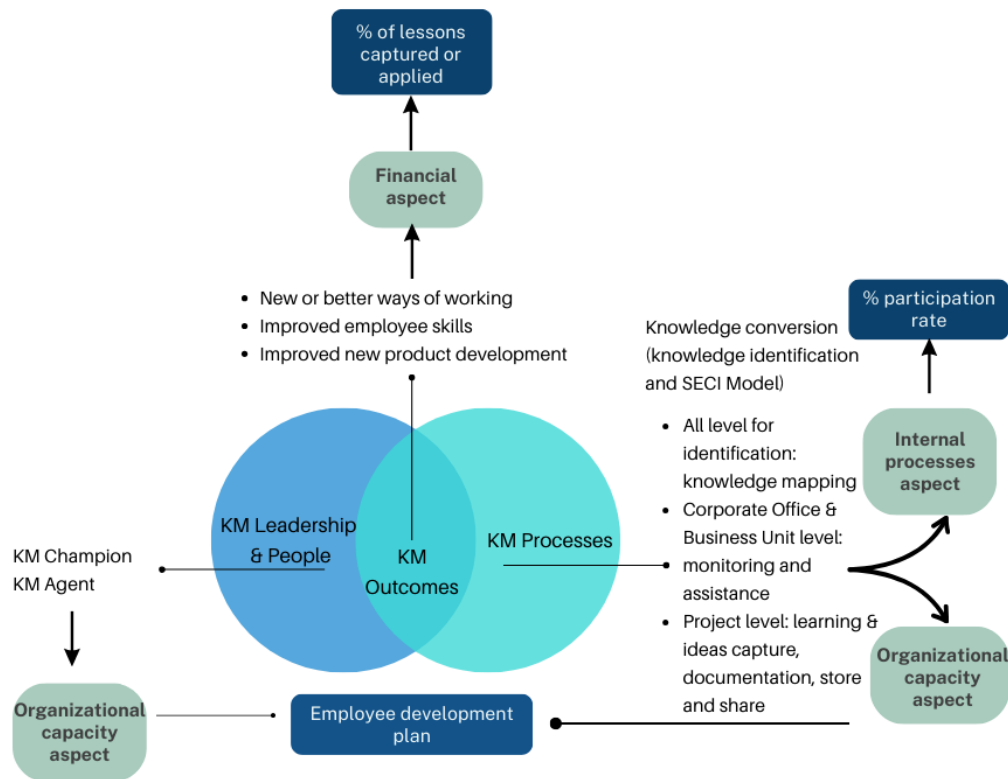 % of lessons
captured or
applied
Financial
aspect
• New or better ways of working
• Improved employee skills
• Improved new product development
% participation
rate
Knowledge conversion
(knowledge identification
and SECI Model)
• All level for
identification:
knowledge mapping
• Corporate Office &
Business Unit level:
monitoring and
assistance
• Project level: learning &
ideas capture,
documentation, store
and share
Internal
processes
aspect
KM Leadership
& People
KM
Outcomes
KM Processes
KM Champion
KM Agent
Organizational
capacity
aspect
Employee development
plan
Organizational
capacity
aspect